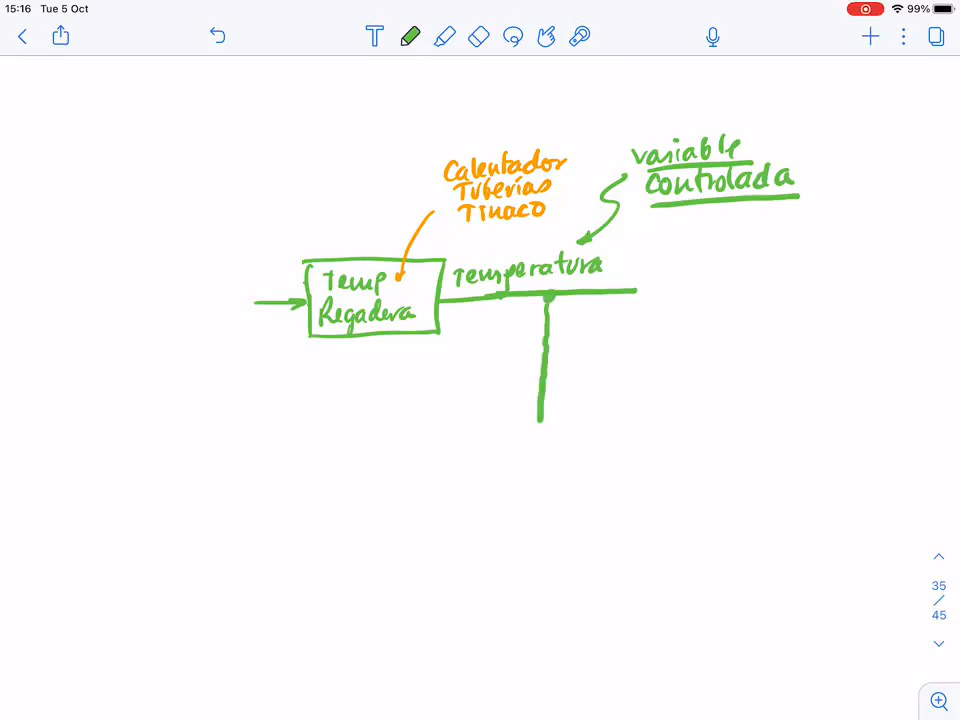 15:16 Tue 5 Oct
99%
variable
controlada
Calentador
Tuberías
Tinaco
Temperatura
Temp
Regadera
35
/
45